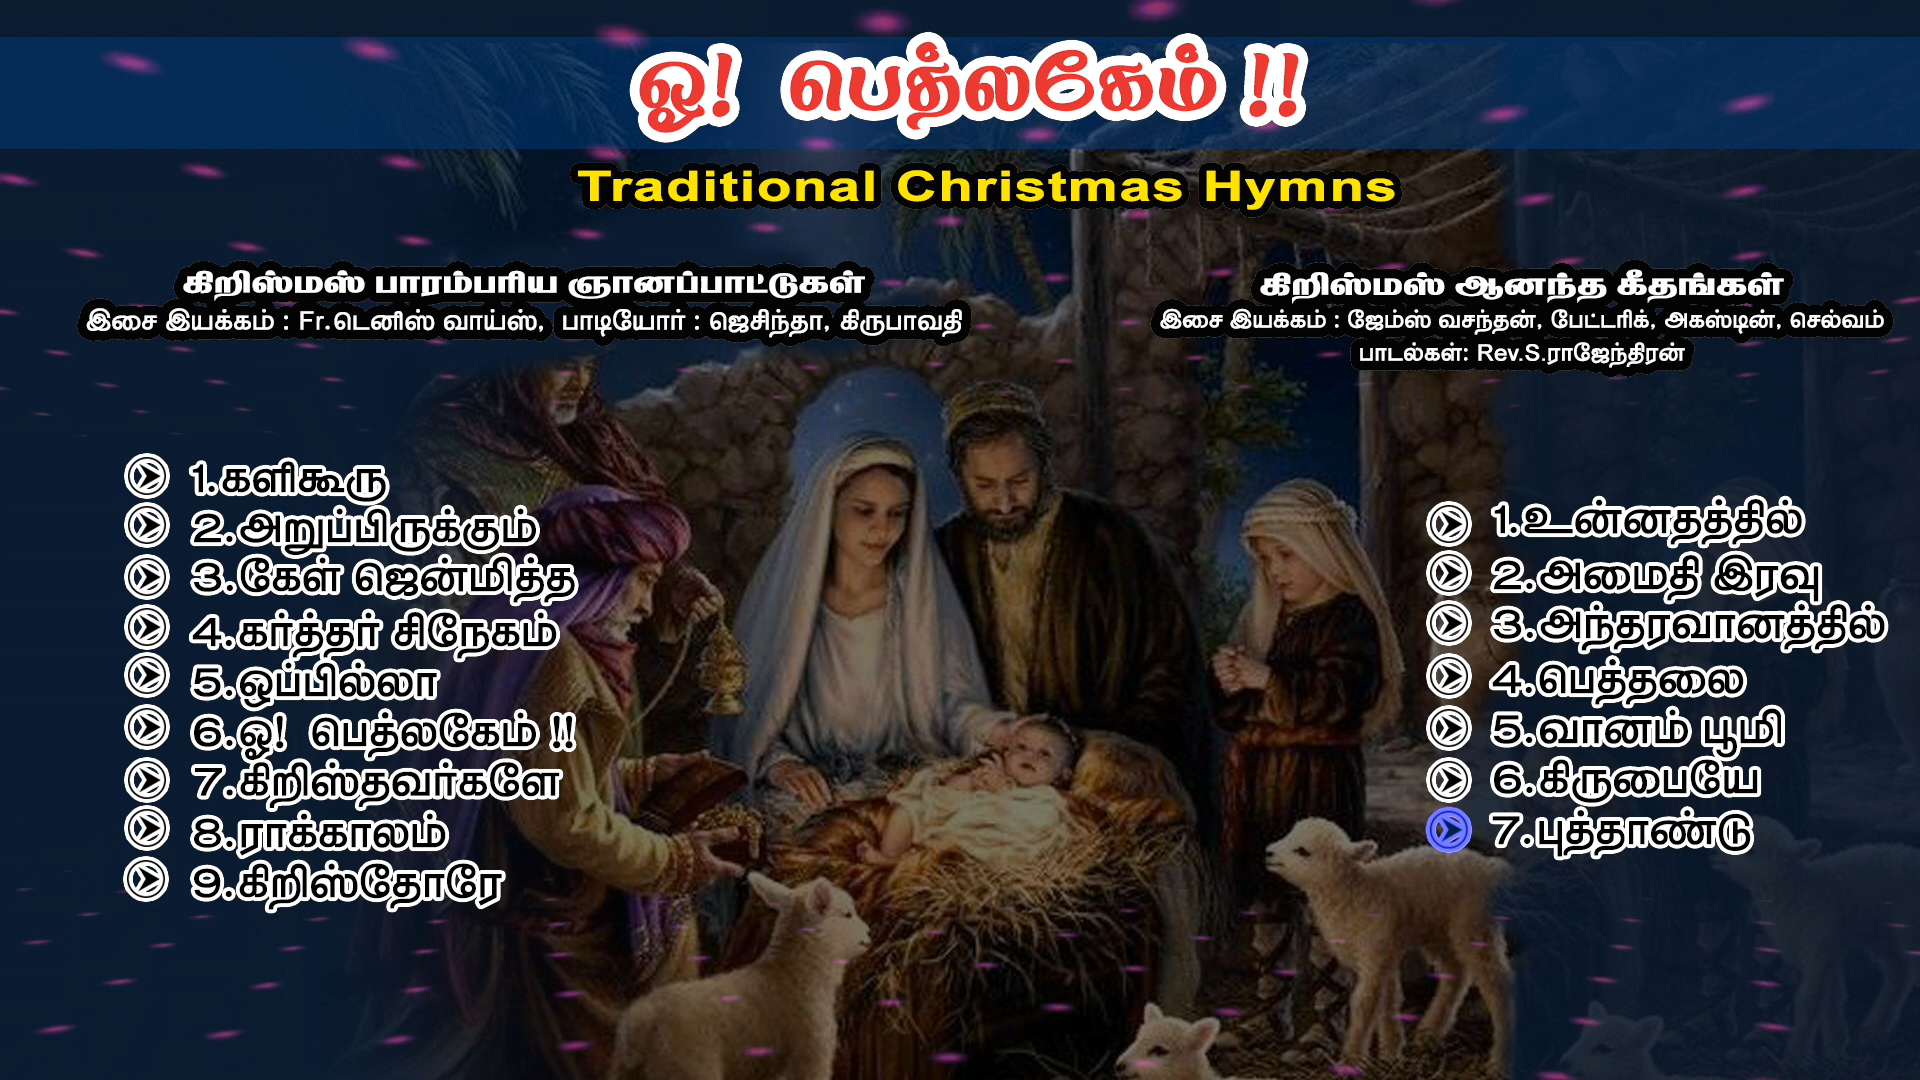 ஓ! பெத்லகேம் !!
Traditional Christmas Hymns
கிறிஸ்மஸ் பாரம்பரிய ஞானப்பாட்டுகள்
இசை இயக்கம் : Fr.டெனிஸ் வாய்ஸ், பாடியோர் : ஜெசிந்தா, கிருபாவதி
1.களிகூரு
2.அறுப்பிருக்கும்
3.கேள் ஜென்மித்த
4.கர்த்தர் சிநேகம்
5.ஒப்பில்லா
6.ஓ! பெத்லகேம் !!
7.கிறிஸ்தவர்களே
8.ராக்காலம்
9.கிறிஸ்தோரே
கிறிஸ்மஸ் ஆனந்த கீதங்கள்
இசை இயக்கம் : ஜேம்ஸ் வசந்தன், பேட்டரிக், அகஸ்டின், செல்வம்
பாடல்கள்: Rev.S.ராஜேந்திரன்
1.உன்னதத்தில்
2.அமைதி இரவு
3.அந்தரவானத்தில்
4.பெத்தலை
5.வானம் பூமி
6.கிருபையே
7.புத்தாண்டு